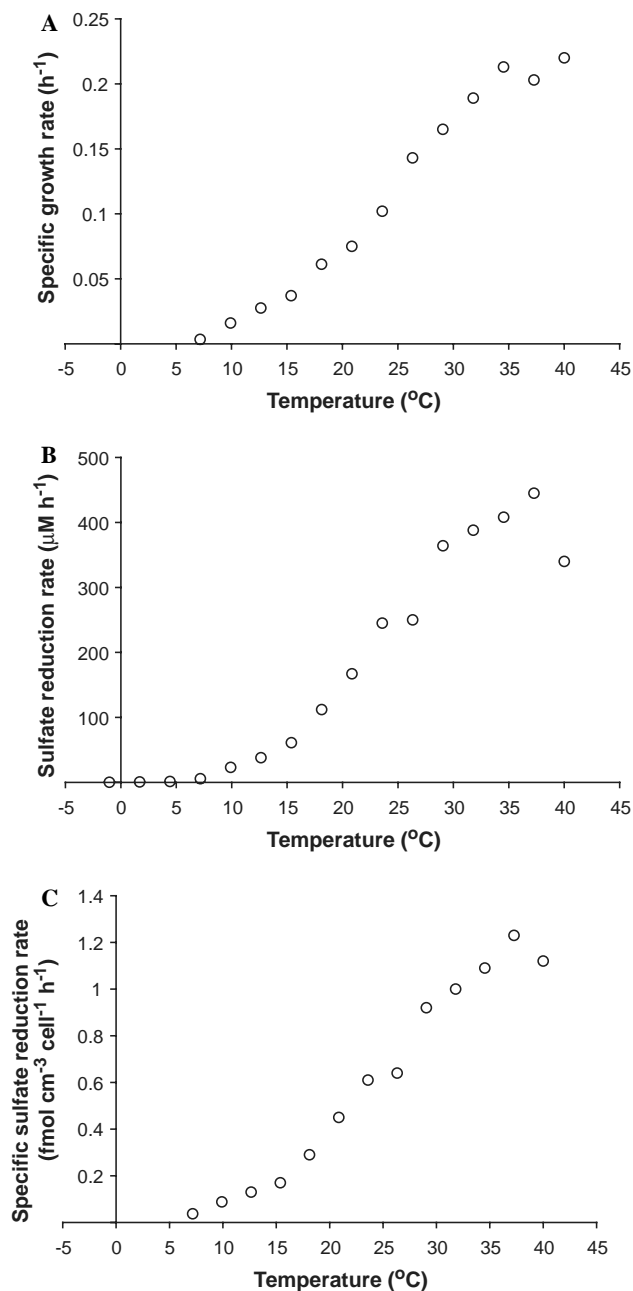 A
Specific growth rate (h⁻¹)
0.25
0.2
0.15
0.1
0.05
-5 0 5 10 15 20 25 30 35 40 45
Temperature (ºC)
B
Sulfate reduction rate (μM h⁻¹)
500
400
300
200
100
-5 0 5 10 15 20 25 30 35 40 45
Temperature (ºC)
C
Specific sulfate reduction rate
(fmol cm⁻³ cell⁻¹ h⁻¹)
1.4
1.2
1
0.8
0.6
0.4
0.2
-5 0 5 10 15 20 25 30 35 40 45
Temperature (ºC)